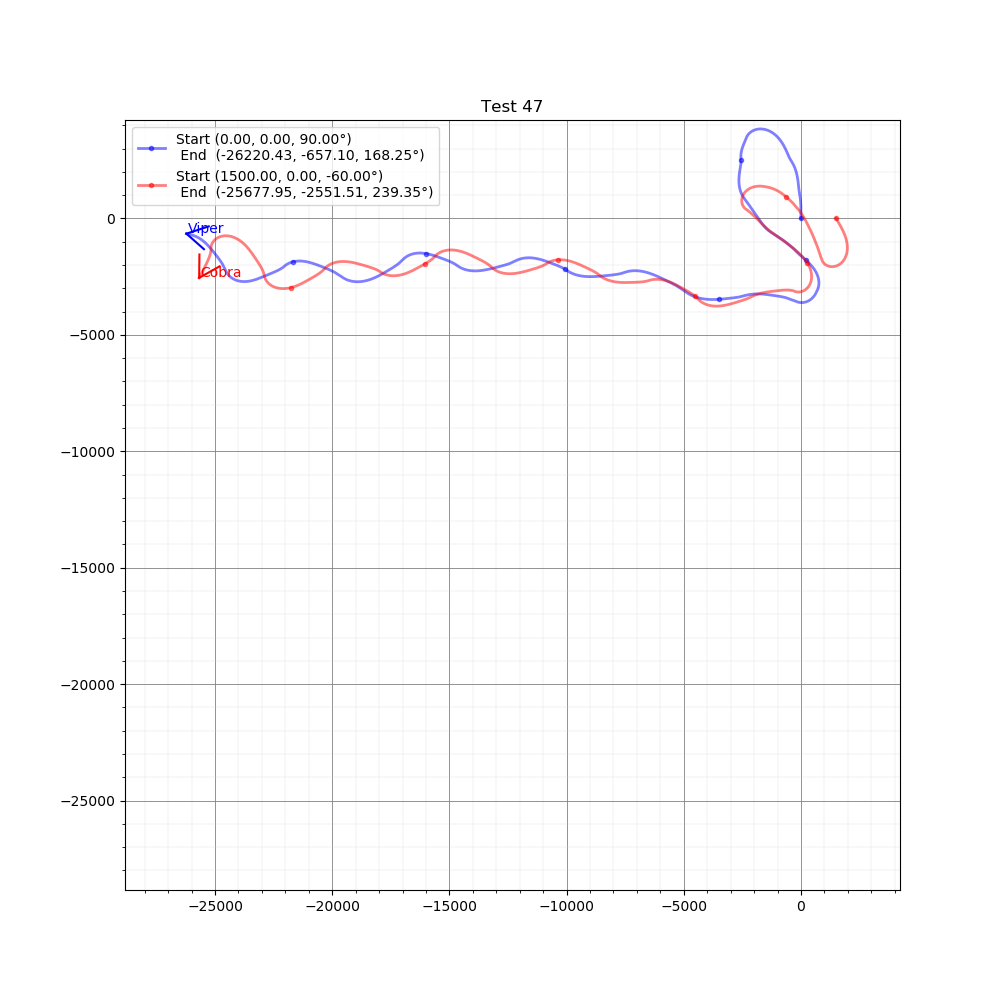 Test 47
Start (0.00, 0.00, 90.00°)
End (-26220.43, -657.10, 168.25°)
Start (1500.00, 0.00, -60.00°)
End (-25677.95, -2551.51, 239.35°)
0
−5000
−10000
−15000
−20000
−25000
Viper
Cobra
−25000
−20000
−15000
−10000
−5000
0